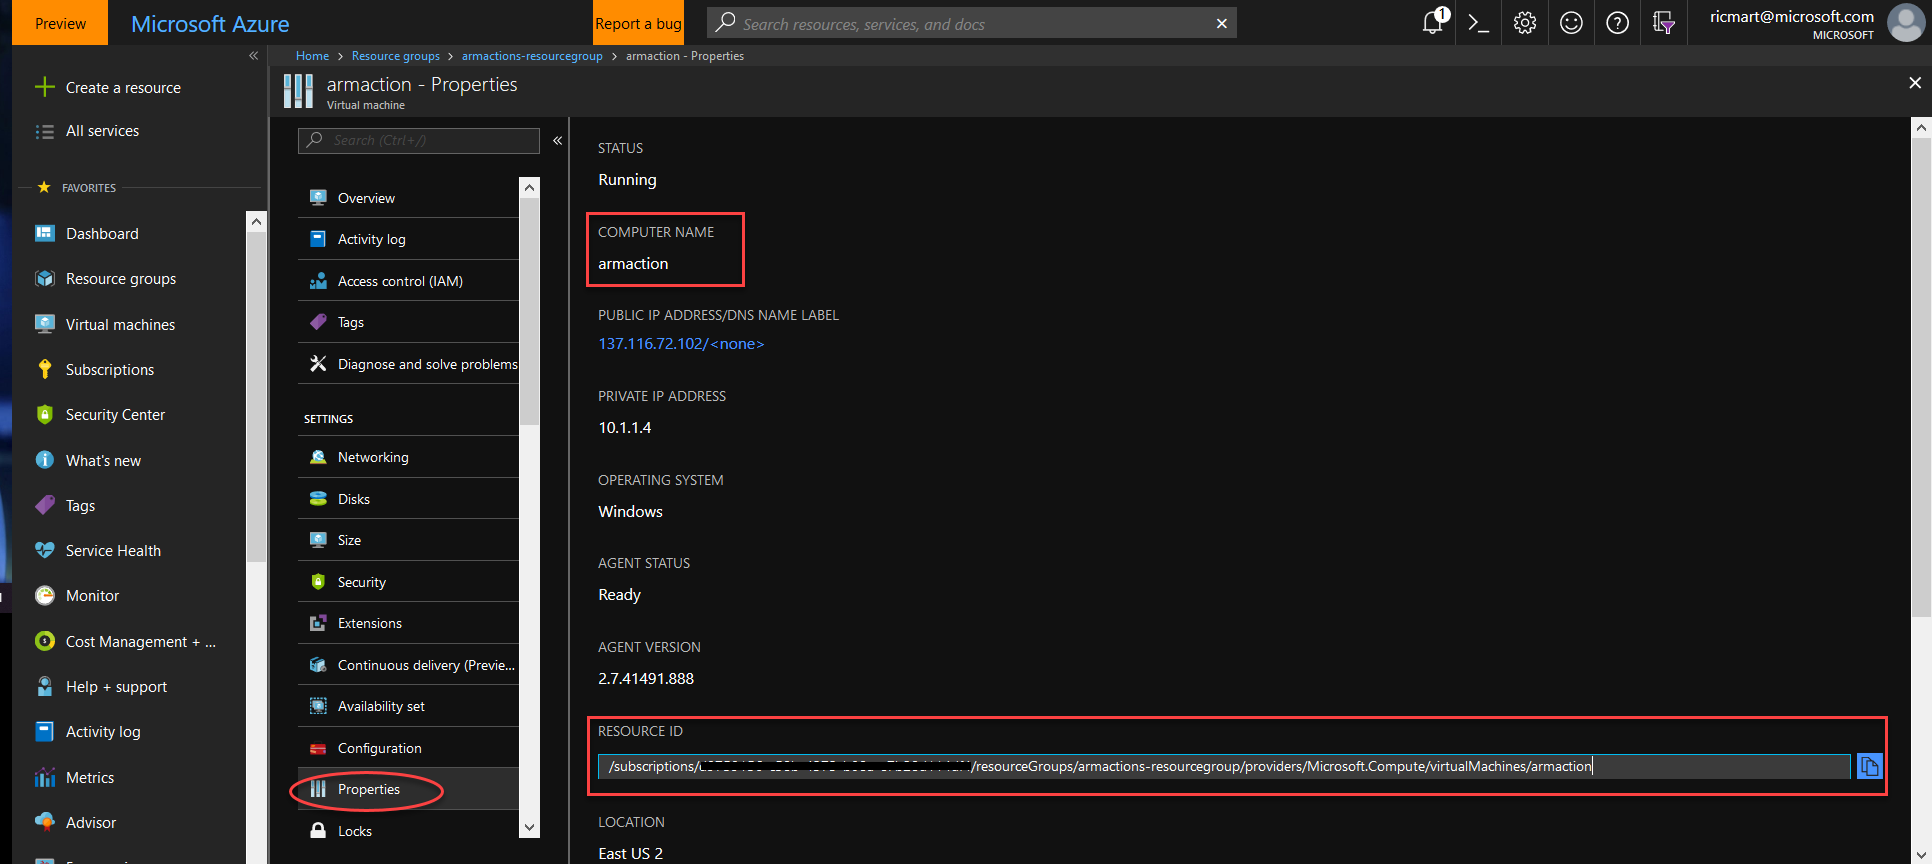 Preview
Microsoft Azure
Report a bug
Search resources, services, and docs
1
ricmart@microsoft.com
MICROSOFT
Home > Resource groups > armactions-resourcegroup > armaction - Properties
Create a resource
All services
FAVORITES
Dashboard
Resource groups
Virtual machines
Subscriptions
Security Center
What's new
Tags
Service Health
Monitor
Cost Management + ...
Help + support
Activity log
Metrics
Advisor
armaction - Properties
Virtual machine
Search (Ctrl+/)
Overview
Activity log
Access control (IAM)
Tags
Diagnose and solve problems
SETTINGS
Networking
Disks
Size
Security
Extensions
Continuous delivery (Previe...
Availability set
Configuration
Properties
Locks
STATUS
Running
COMPUTER NAME
armaction
PUBLIC IP ADDRESS/DNS NAME LABEL
137.116.72.102/<none>
PRIVATE IP ADDRESS
10.1.1.4
OPERATING SYSTEM
Windows
AGENT STATUS
Ready
AGENT VERSION
2.7.41491.888
RESOURCE ID
/subscriptions/ /resourceGroups/armactions-resourcegroup/providers/Microsoft.Compute/virtualMachines/armaction
LOCATION
East US 2